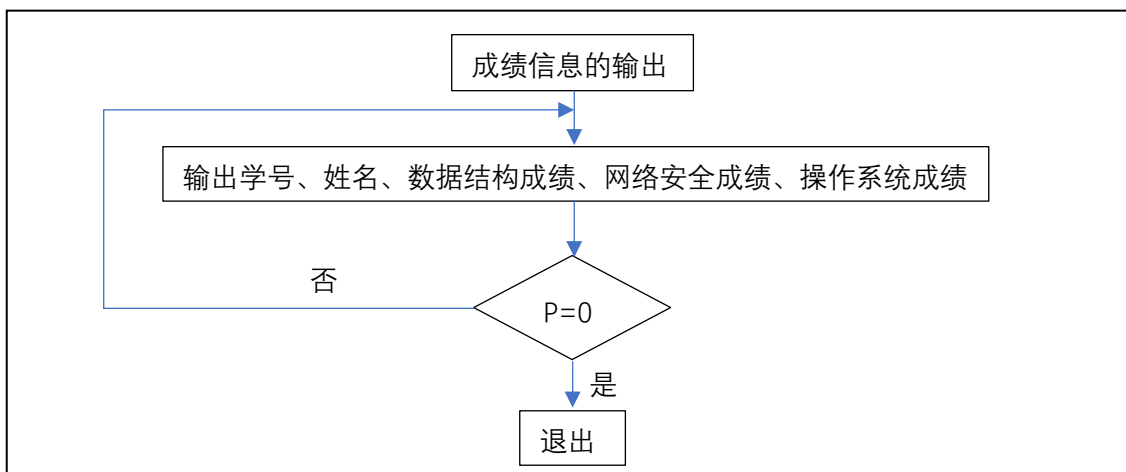 成绩信息的输出
输出学号、姓名、数据结构成绩、网络安全成绩、操作系统成绩
否
P=0
是
退出